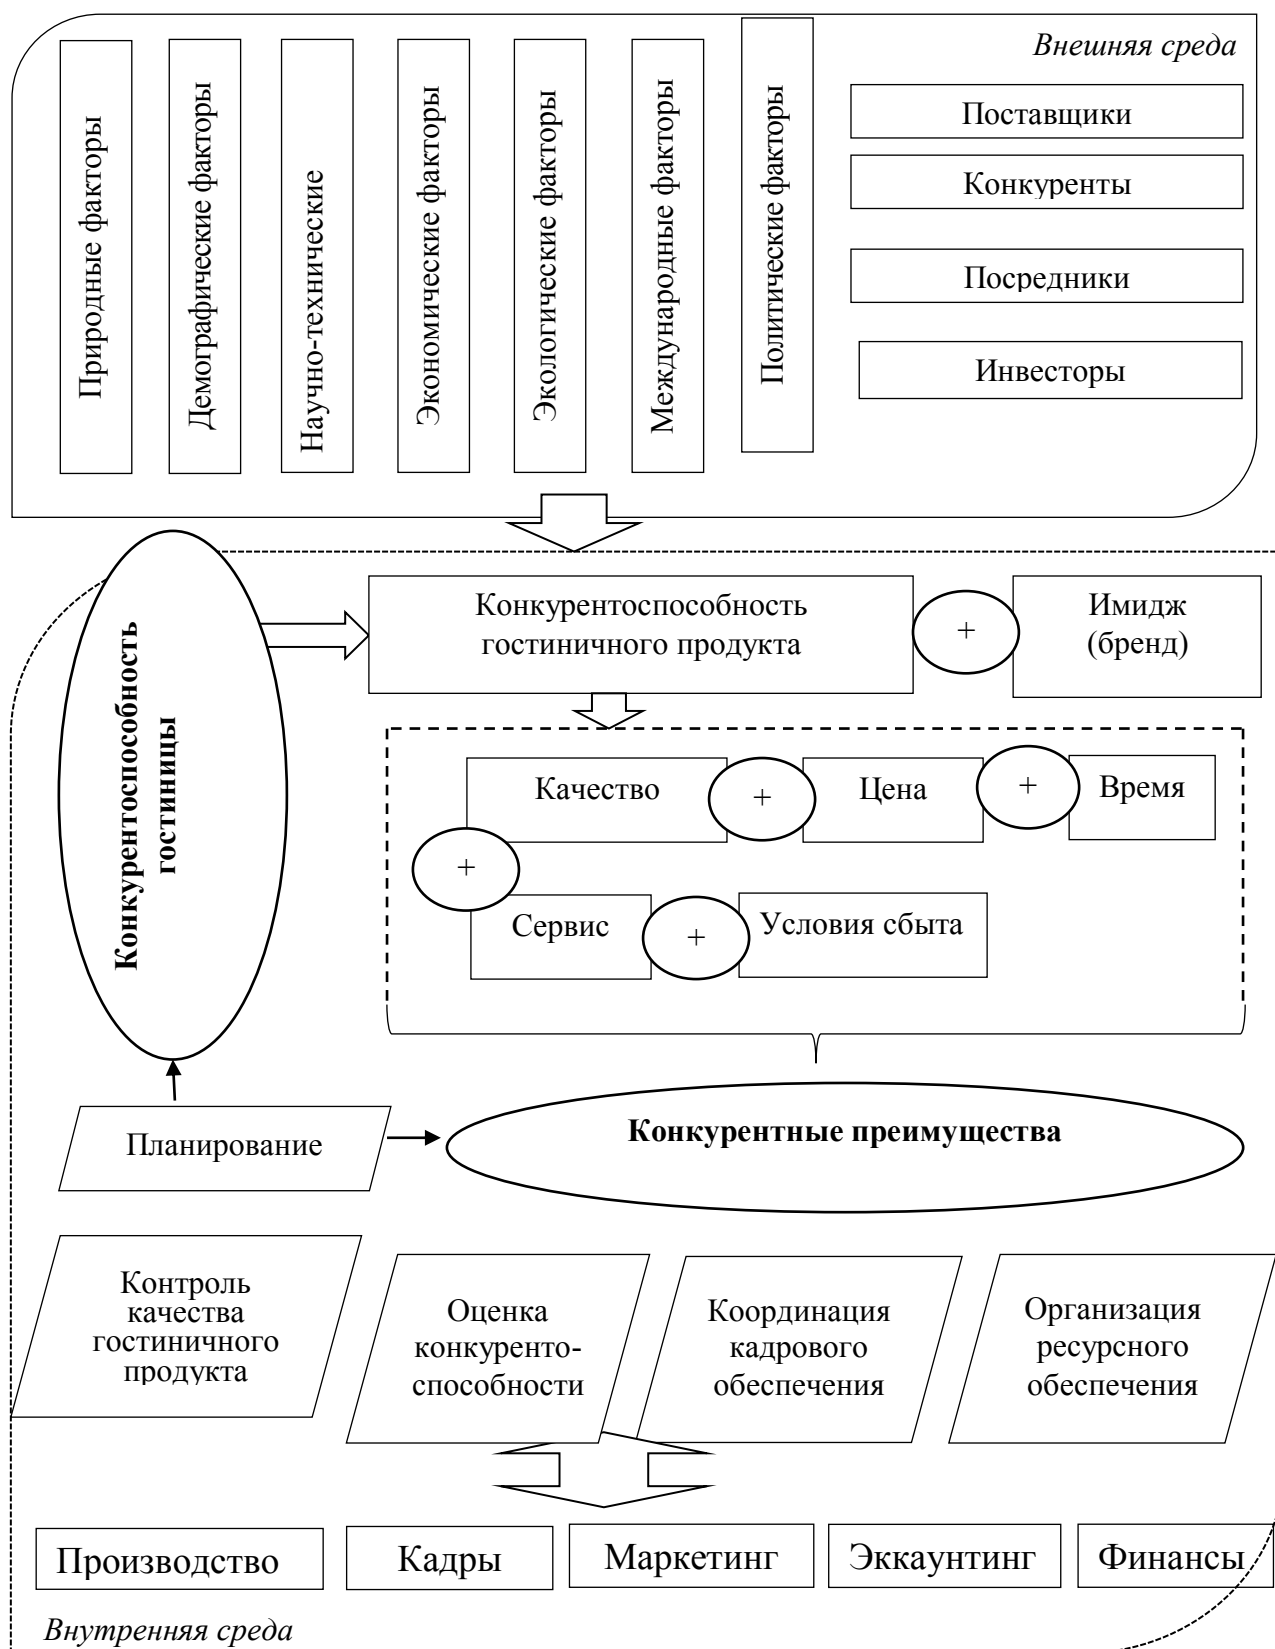 Внешняя среда
Природные факторы
Демографические факторы
Научно-технические
Экономические факторы
Экологические факторы
Международные факторы
Политические факторы
Поставщики
Конкуренты
Посредники
Инвесторы
Конкурентоспособность
гостиницы
Конкурентоспособность
гостиничного продукта
+
Имидж
(бренд)
Качество
+
Цена
+
Время
+
Сервис
+
Условия сбыта
Планирование
Конкурентные преимущества
Контроль
качества
гостиничного
продукта
Оценка
конкуренто-
способности
Координация
кадрового
обеспечения
Организация
ресурсного
обеспечения
Производство
Кадры
Маркетинг
Эккаунтинг
Финансы
Внутренняя среда